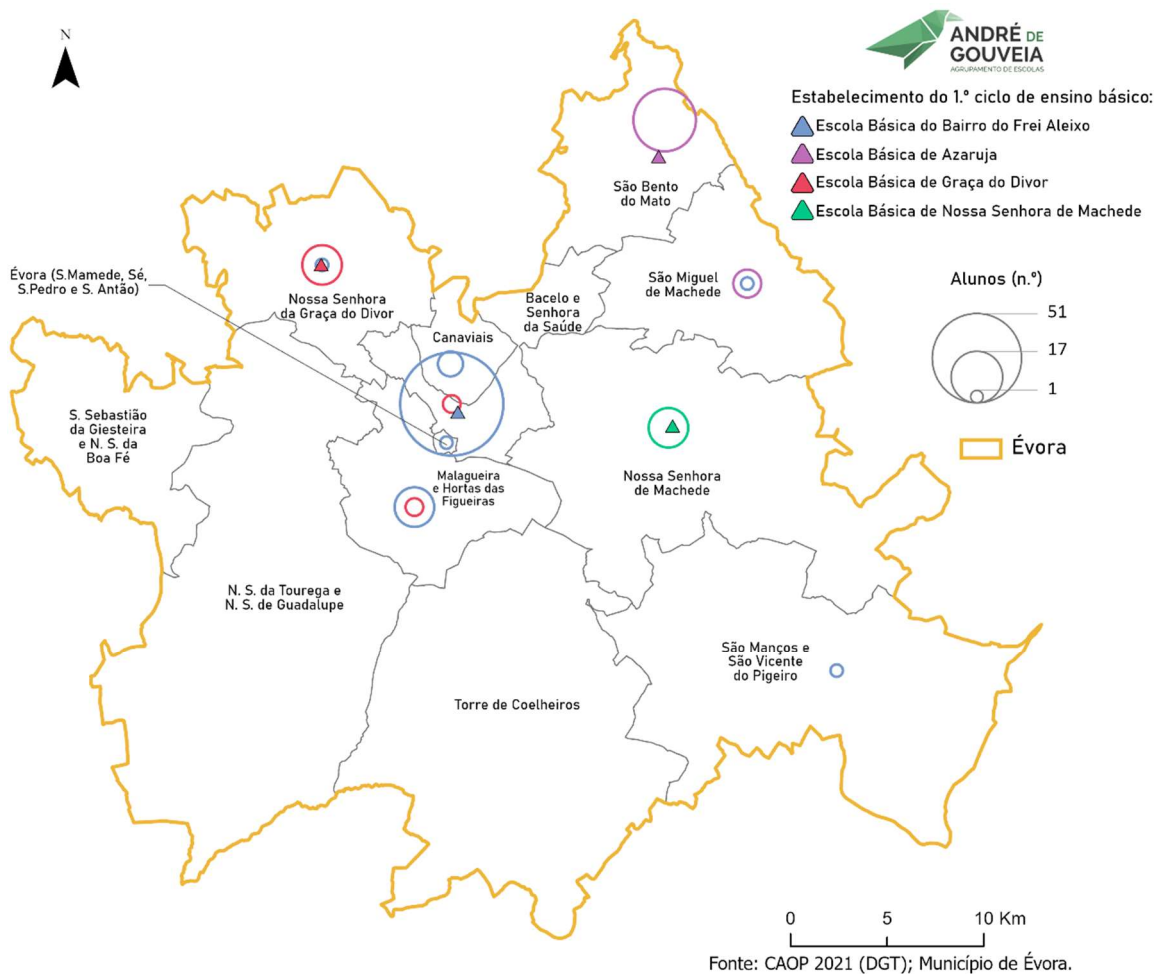 N
ANDRÉ DE
GOUVEIA
AGRUPAMENTO DE ESCOLAS
Estabelecimento do 1.º ciclo de ensino básico:
Escola Básica do Bairro do Frei Aleixo
Escola Básica de Azaruja
Escola Básica de Graça do Divor
Escola Básica de Nossa Senhora de Machede
São Bento
do Mato
Évora (S.Mamede, Sé,
S.Pedro e S. Antão)
Nossa Senhora
da Graça do Divor
Bacelo e
Senhora
da Saúde
São Miguel
de Machede
Alunos (n.º)
51
17
1
Évora
Canaviais
S. Sebastião
da Giesteira
e N. S. da
Boa Fé
Malagueira
e Hortas das
Figueiras
Nossa Senhora
de Machede
N. S. da Tourega e
N. S. de Guadalupe
São Manços e
São Vicente
do Pigeiro
Torre de Coelheiros
0 5 10 Km
Fonte: CAOP 2021 (DGT); Município de Évora.